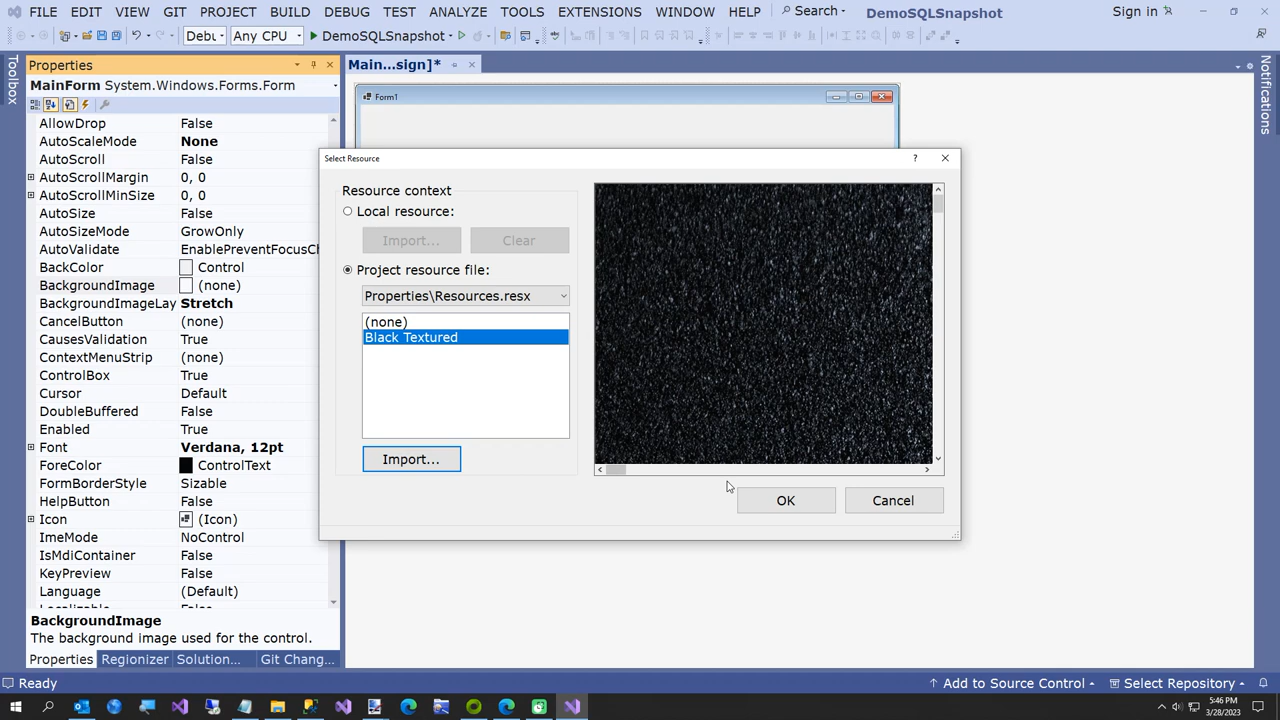 FILE EDIT VIEW GIT PROJECT BUILD DEBUG TEST ANALYZE TOOLS EXTENSIONS WINDOW HELP Search DemoSQLSnapshot Sign in
Debu Any CPU DemoSQLSnapshot
Toolbox
Properties
MainForm System.Windows.Forms.Form
AllowDrop False
AutoScaleMode None
AutoScroll False
AutoScrollMargin 0, 0
AutoScrollMinSize 0, 0
AutoSize False
AutoSizeMode GrowOnly
AutoValidate EnablePreventFocusCh
BackColor Control
BackgroundImage (none)
BackgroundImageLay Stretch
CancelButton (none)
CausesValidation True
ContextMenuStrip (none)
ControlBox True
Cursor Default
DoubleBuffered False
Enabled True
Font Verdana, 12pt
ForeColor ControlText
FormBorderStyle Sizable
HelpButton False
Icon (Icon)
ImeMode NoControl
IsMdiContainer False
KeyPreview False
Language (Default)
Localizable False
BackgroundImage
The background image used for the control.
Properties Regionizer Solution... Git Chang...
Main...sign]*
Form1
Select Resource
?
Resource context
Local resource:
Import... Clear
Project resource file:
Properties\Resources.resx
(none)
Black Textured
Import...
OK Cancel
Notifications
Ready Add to Source Control Select Repository
5:46 PM
3/28/2023